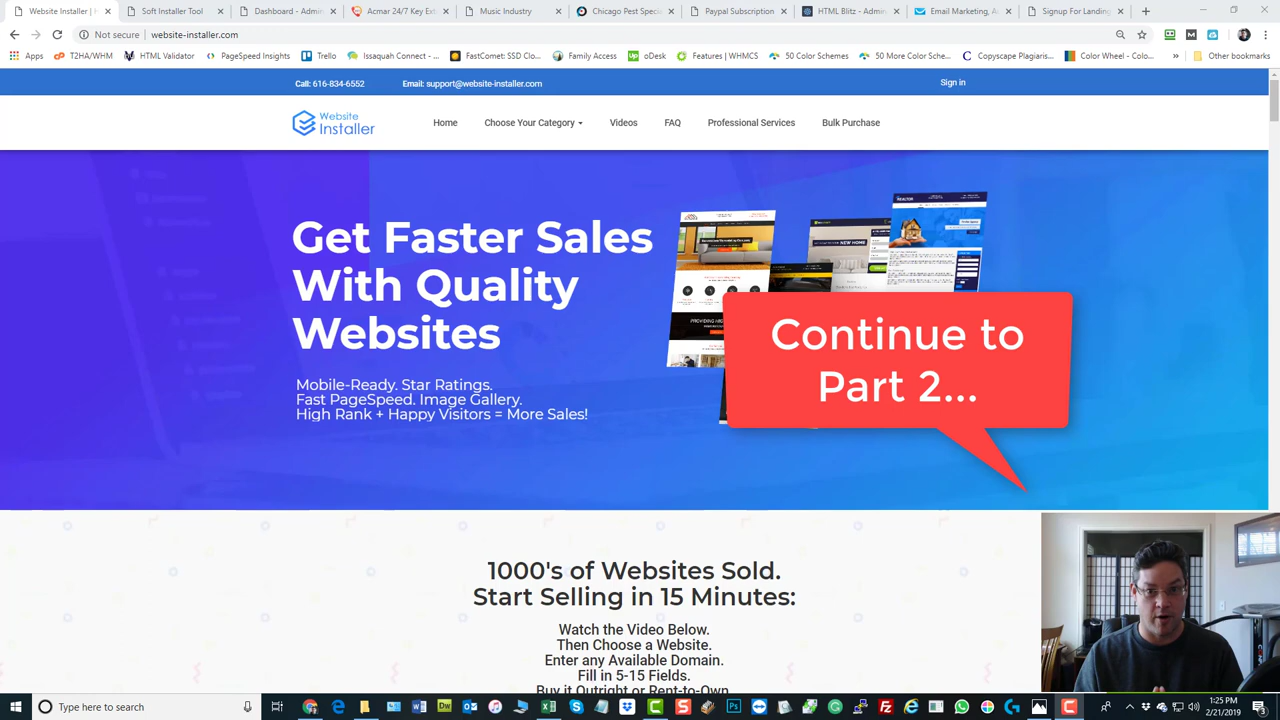 Website Installer | H
Soft Installer Tool
Dashboard - Admin
Acmar 24/7 Key Ex
Music Industry
Chicago Pest Speci
Paypal Subscription
HTML Blitz - Admin
Email Marketing, A
Signup For Landing
Not secure | website-installer.com
Apps
T2HA/WHM
HTML Validator
PageSpeed Insights
Trello
Issaquah Connect -...
FastComet: SSD Clo...
Family Access
oDesk
Features | WHMCS
50 Color Schemes
50 More Color Sche...
Copyscape Plagiaris...
Color Wheel - Colo...
Other bookmarks
Call: 616-834-6552
Email: support@website-installer.com
Sign in
Website
Installer
Home
Choose Your Category
Videos
FAQ
Professional Services
Bulk Purchase
Get Faster Sales
With Quality
Websites
Mobile-Ready. Star Ratings.
Fast PageSpeed. Image Gallery.
High Rank + Happy Visitors = More Sales!
REALTOR
NEW HOME
Continue to
Part 2...
1000's of Websites Sold.
Start Selling in 15 Minutes:
Watch the Video Below.
Then Choose a Website.
Enter any Available Domain.
Fill in 5-15 Fields.
Buy it Outright or Rent-to-Own
Type here to search
1:25 PM
2/21/2019